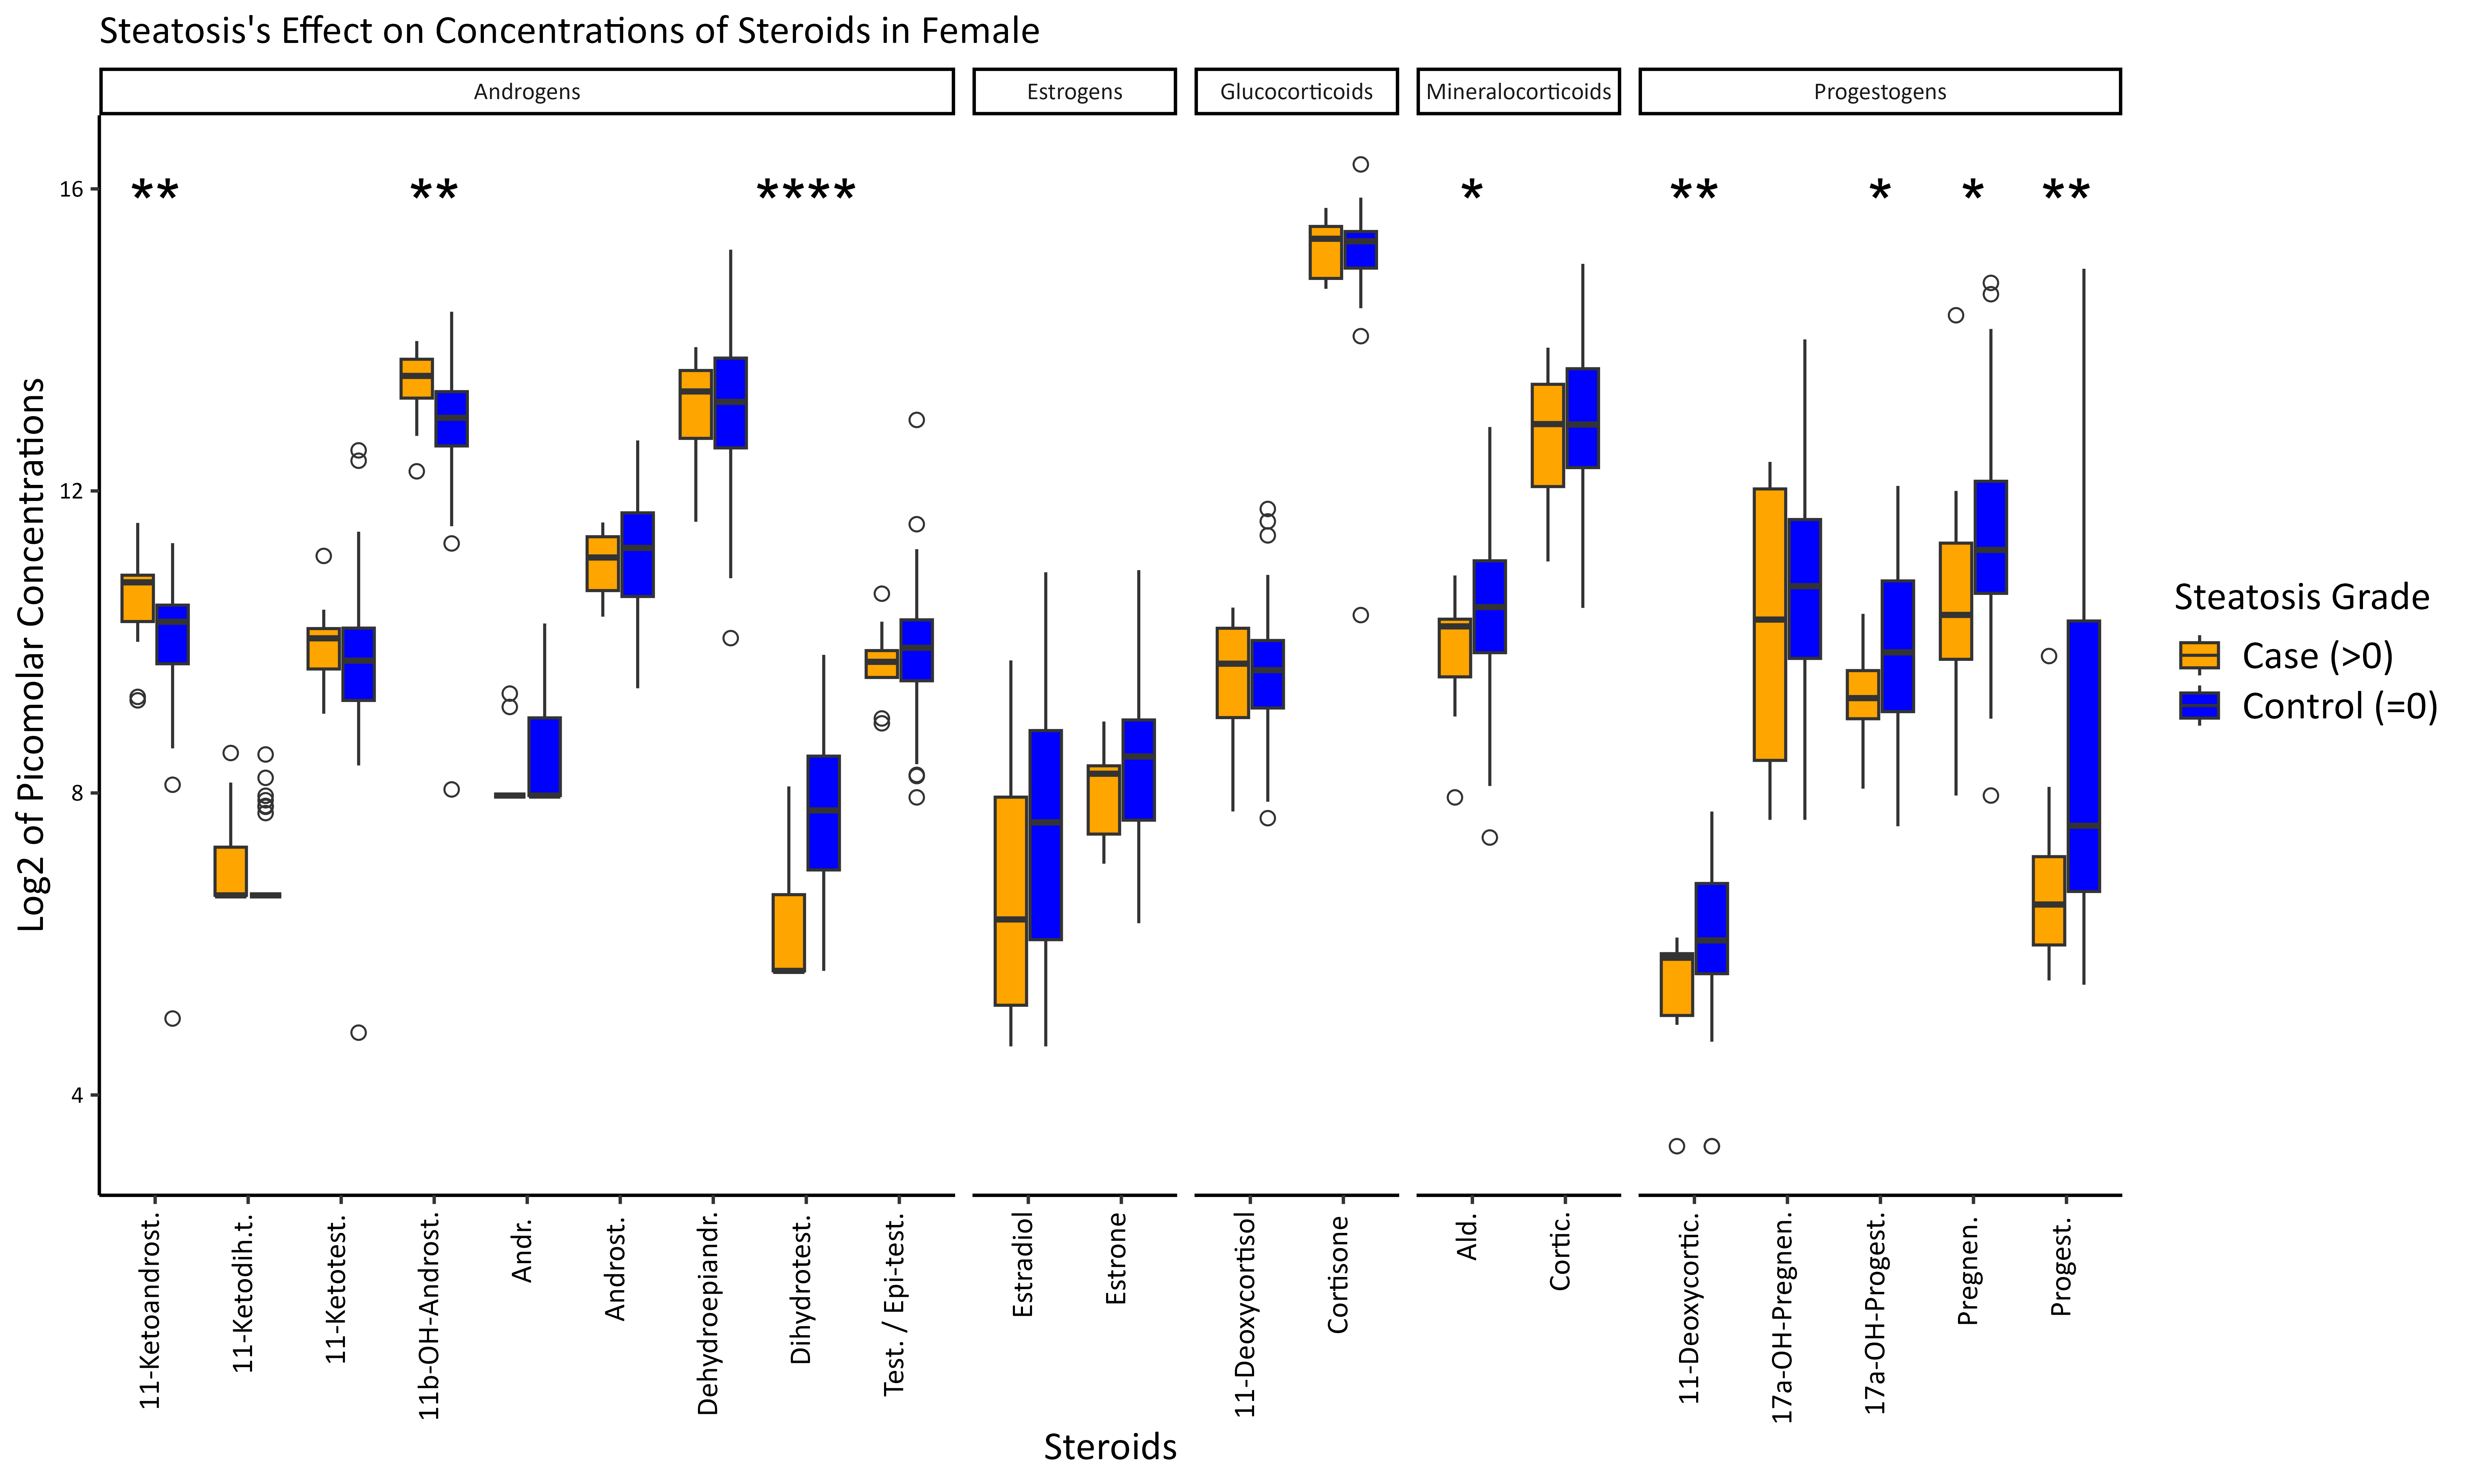 Steatosis's Effect on Concentrations of Steroids in Female
Androgens Estrogens Glucocorticoids Mineralocorticoids Progestogens
Log2 of Picomolar Concentrations
16
12
8
4
** ** **** * ** * * **
Steatosis Grade
Case (>0)
Control (=0)
11-Ketoandrost.
11-Ketodih.t.
11-Ketotest.
11b-OH-Androst.
Andr.
Androst.
Dehydroepiandr.
Dihydrotest.
Test. / Epi-test.
Estradiol
Estrone
11-Deoxycortisol
Cortisone
Ald.
Cortic.
11-Deoxycortic.
17a-OH-Pregnen.
17a-OH-Progest.
Pregnen.
Progest.
Steroids